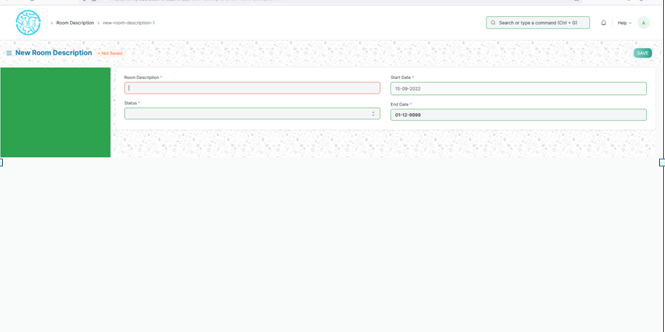 Room Description
new-room-description-1
Search or type a command (Ctrl + G)
Help
A
New Room Description
Not Saved
SAVE
Room Description *
Start Date *
15-09-2022
Status *
End Date *
01-12-9999